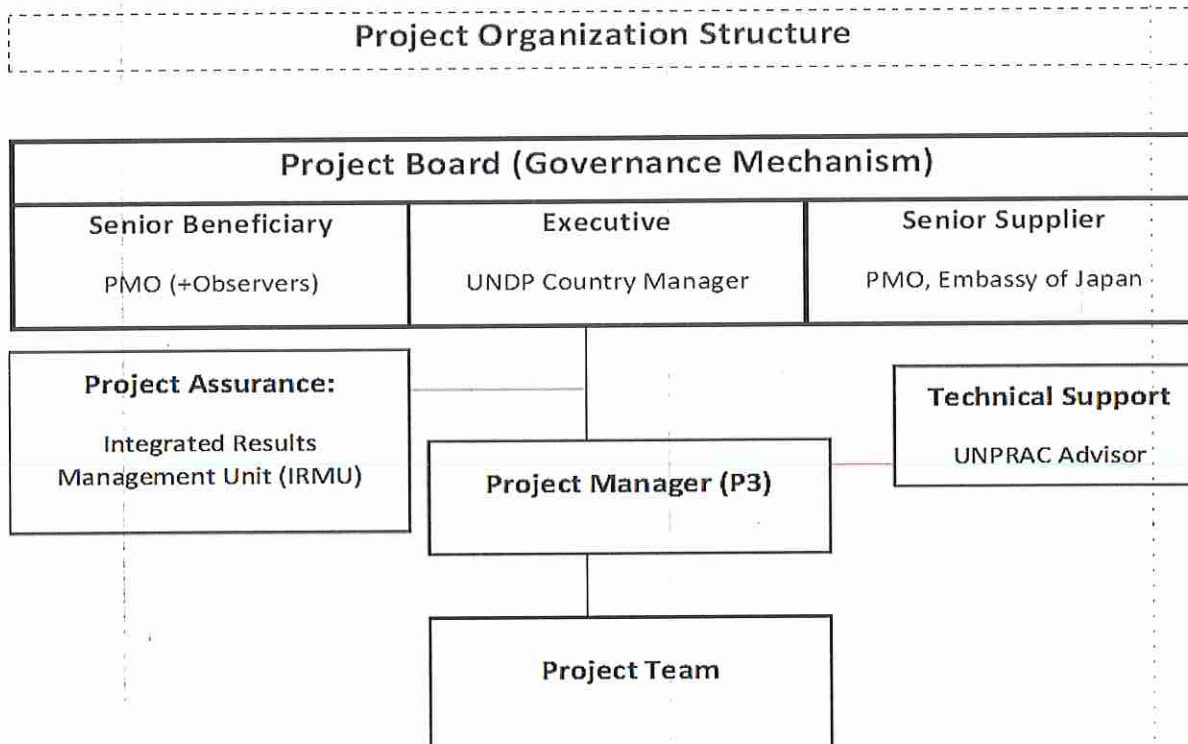 Project Organization Structure
Project Board (Governance Mechanism)
Senior Beneficiary
PMO (+Observers)
Executive
UNDP Country Manager
Senior Supplier
PMO, Embassy of Japan
Project Assurance:
Integrated Results
Management Unit (IRMU)
Technical Support
UNPRAC Advisor
Project Manager (P3)
Project Team